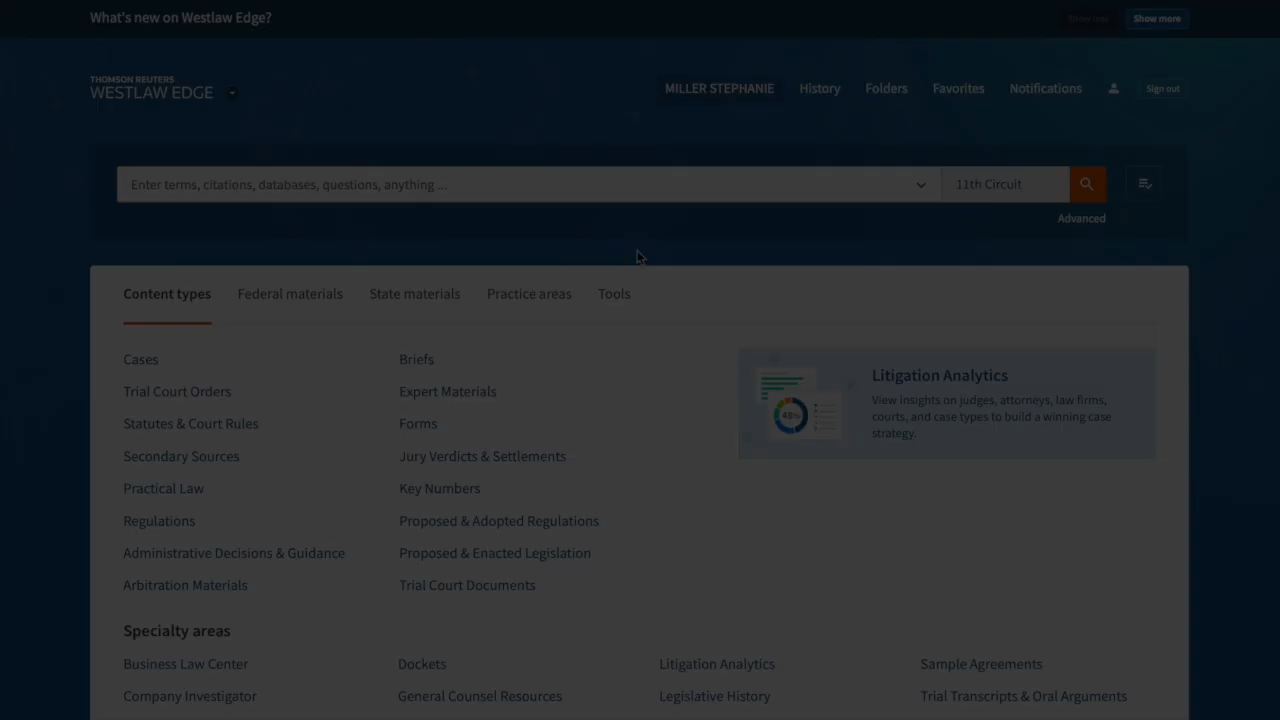 What's new on Westlaw Edge?
Show more
THOMSON REUTERS
WESTLAW EDGE
MILLER STEPHANIE
History
Folders
Favorites
Notifications
Sign out
Enter terms, citations, databases, questions, anything ...
11th Circuit
Advanced
Content types
Federal materials
State materials
Practice areas
Tools
Cases
Trial Court Orders
Statutes & Court Rules
Secondary Sources
Practical Law
Regulations
Administrative Decisions & Guidance
Arbitration Materials
Briefs
Expert Materials
Forms
Jury Verdicts & Settlements
Key Numbers
Proposed & Adopted Regulations
Proposed & Enacted Legislation
Trial Court Documents
48%
Litigation Analytics
View insights on judges, attorneys, law firms,
courts, and case types to build a winning case
strategy.
Specialty areas
Business Law Center
Company Investigator
Dockets
General Counsel Resources
Litigation Analytics
Legislative History
Sample Agreements
Trial Transcripts & Oral Arguments